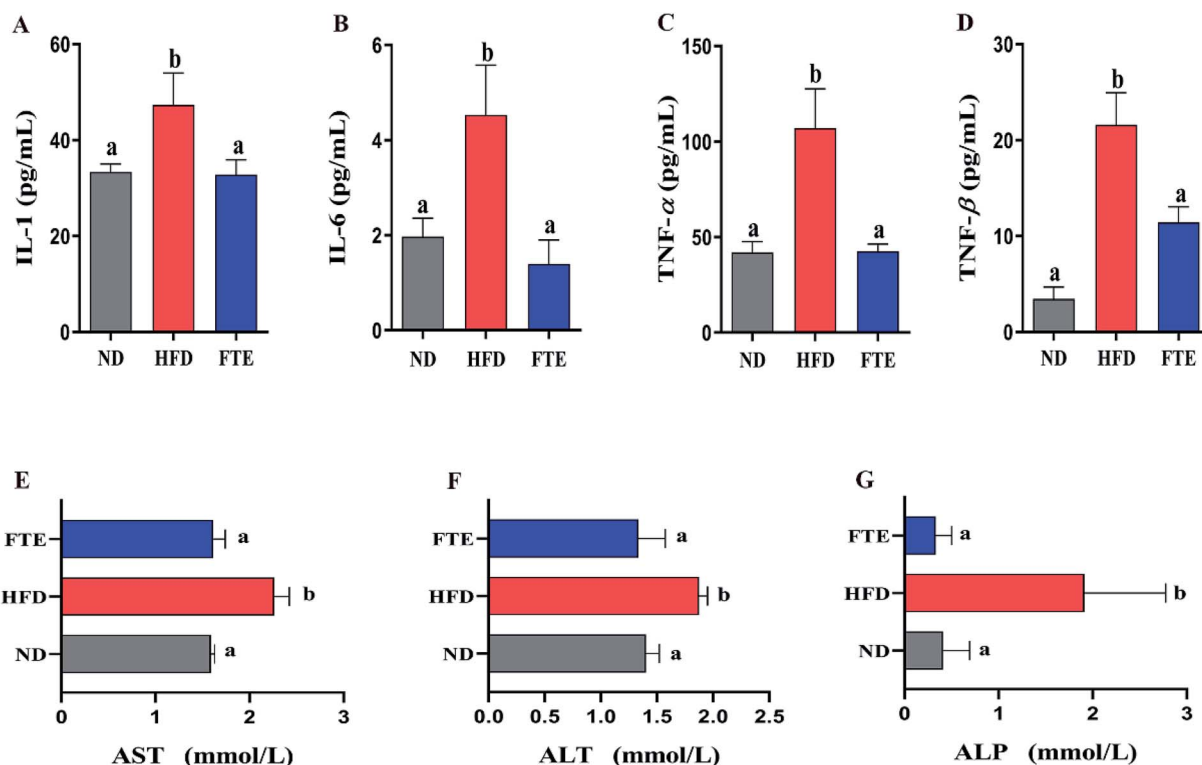 A
IL-1 (pg/mL)
60
40
20
0
a
b
a
ND HFD FTE
B
IL-6 (pg/mL)
6
4
2
0
a
b
a
ND HFD FTE
C
TNF-α (pg/mL)
150
100
50
0
a
b
a
ND HFD FTE
D
TNF-β (pg/mL)
30
20
10
0
a
b
a
ND HFD FTE
E
FTE a
HFD b
ND a
0 1 2 3
AST (mmol/L)
F
FTE a
HFD b
ND a
0.0 0.5 1.0 1.5 2.0 2.5
ALT (mmol/L)
G
FTE a
HFD b
ND a
0 1 2 3
ALP (mmol/L)